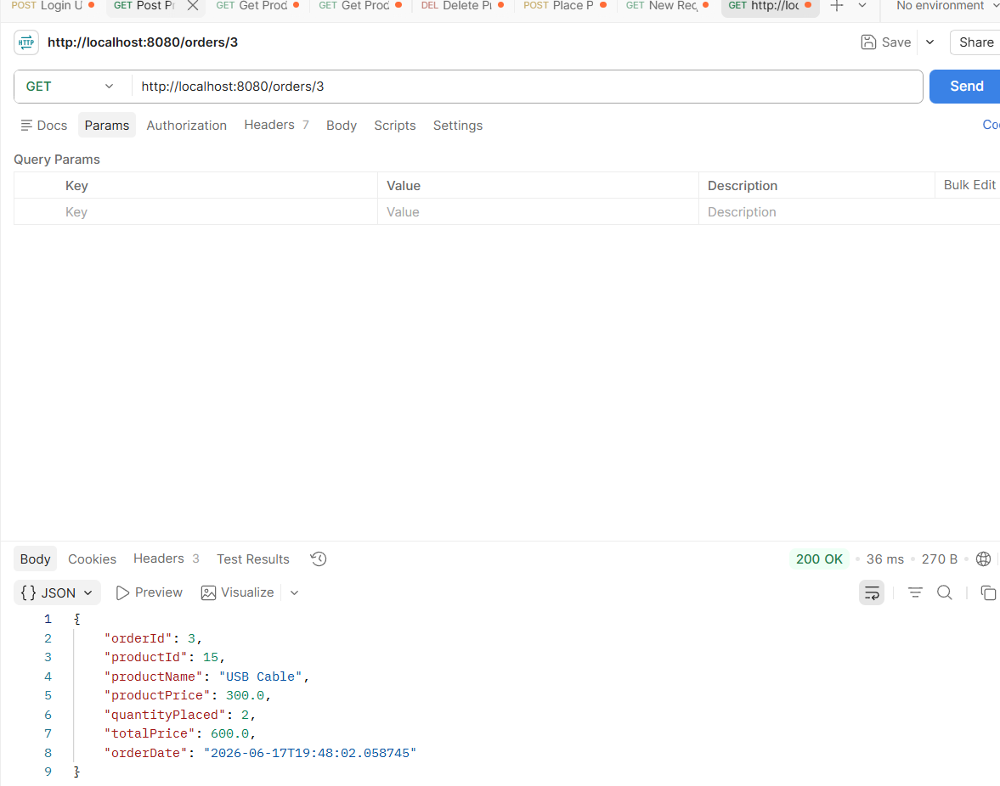 POST Login U GET Post Pr GET Get Prod GET Get Prod DEL Delete Pr POST Place P GET New Req GET http://loc No environment
HTTP http://localhost:8080/orders/3 Save Share
GET http://localhost:8080/orders/3 Send
Docs Params Authorization Headers 7 Body Scripts Settings Coo
Query Params
Key Value Description Bulk Edit
Key Value Description
Body Cookies Headers 3 Test Results 200 OK • 36 ms • 270 B •
{} JSON Preview Visualize
1 {
2 "orderId": 3,
3 "productId": 15,
4 "productName": "USB Cable",
5 "productPrice": 300.0,
6 "quantityPlaced": 2,
7 "totalPrice": 600.0,
8 "orderDate": "2026-06-17T19:48:02.058745"
9 }